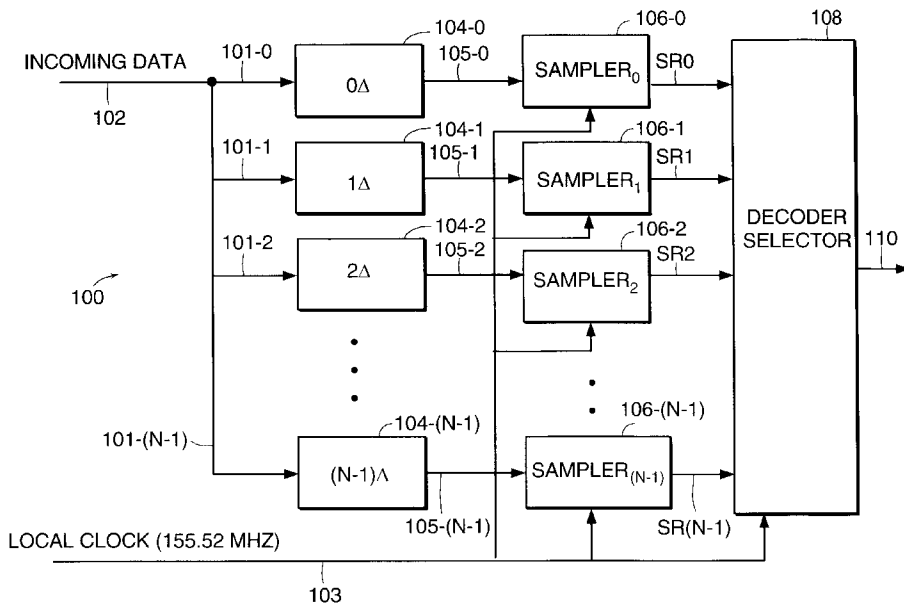 104-0
106-0
108
INCOMING DATA
101-0
105-0
SR0
102
0Δ
SAMPLER₀
104-1
105-1
106-1
SR1
101-1
1Δ
SAMPLER₁
104-2
105-2
106-2
SR2
101-2
2Δ
SAMPLER₂
DECODER
SELECTOR
110
100
101-(N-1)
104-(N-1)
106-(N-1)
(N-1)Λ
SAMPLER₍N-1₎
105-(N-1)
SR(N-1)
LOCAL CLOCK (155.52 MHZ)
103